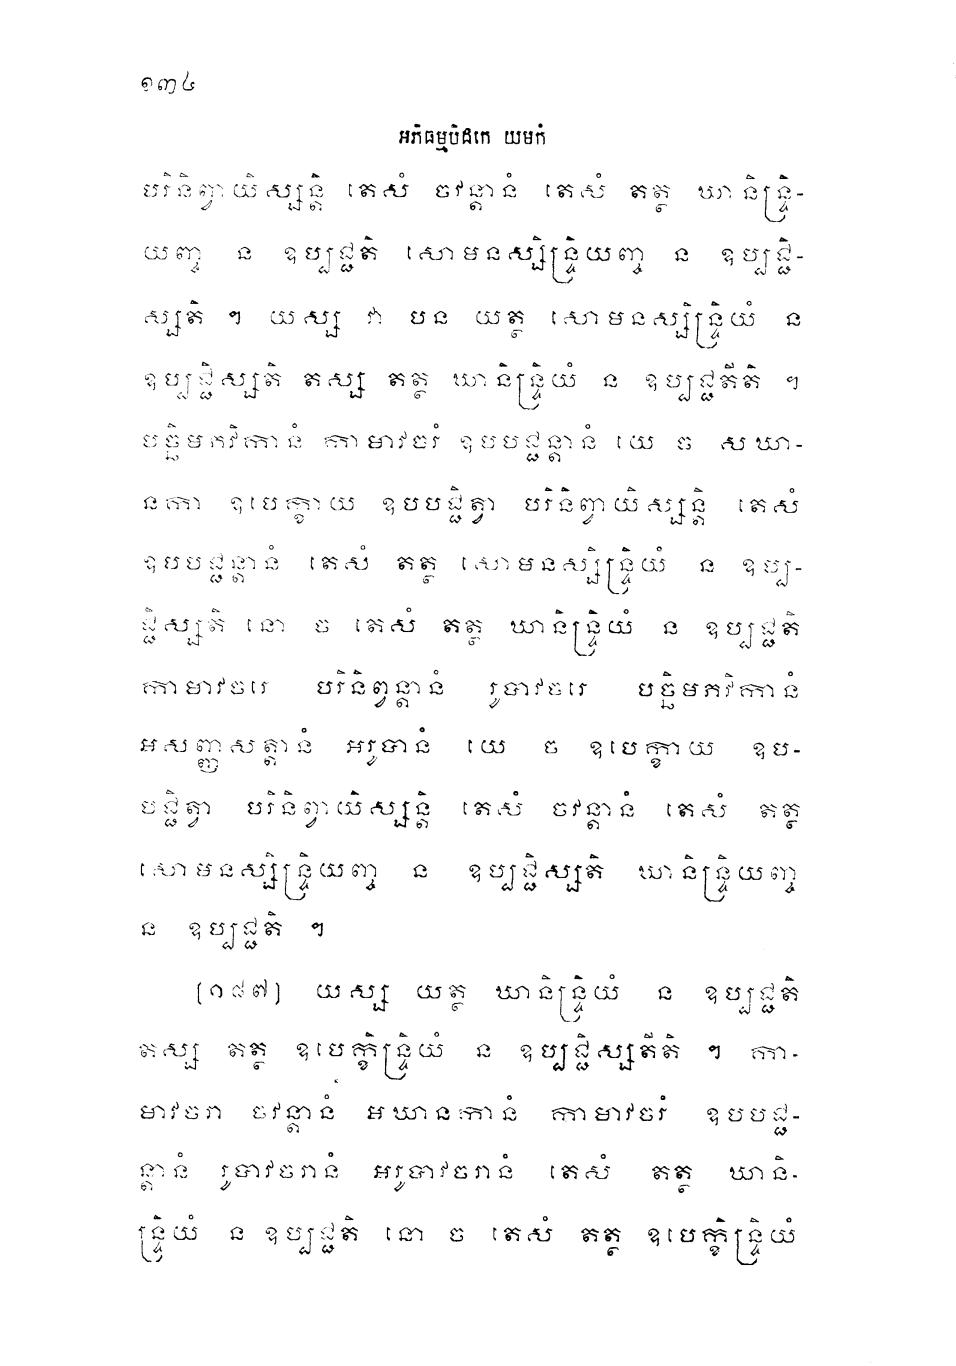 ១៣៤
អភិធម្មបិដកេ យមកំ
បរិនិព្វាយិស្សន្តិ តេសំ ចវន្តានំ តេសំ តត្ថ ឃានិន្ទ្រិ-
យញ្ច ន ឧប្បជ្ជតិ សោមនស្សិន្ទ្រិយញ្ច ន ឧប្បជ្ជិ-
ស្សតិ ។ យស្ស វា បន យត្ថ សោមនស្សិន្ទ្រិយំ ន
ឧប្បជ្ជិស្សតិ តស្ស តត្ថ ឃានិន្ទ្រិយំ ន ឧប្បជ្ជតីតិ ។
បច្ឆិមភវិកានំ កាមាវចរំ ឧបបជ្ជន្តានំ យេ ច សឃា-
នកា ឧបេក្ខាយ ឧបបជ្ជិត្វា បរិនិព្វាយិស្សន្តិ តេសំ
ឧបបជ្ជន្តានំ តេសំ តត្ថ សោមនស្សិន្ទ្រិយំ ន ឧប្ប-
ជ្ជិស្សតិ នោ ច តេសំ តត្ថ ឃានិន្ទ្រិយំ ន ឧប្បជ្ជតិ
កាមាវចរេ បរិនិព្វន្តានំ រូបាវចរេ បច្ឆិមភវិកានំ
អសញ្ញសត្តានំ អរូបានំ យេ ច ឧបេក្ខាយ ឧប-
បជ្ជិត្វា បរិនិព្វាយិស្សន្តិ តេសំ ចវន្តានំ តេសំ តត្ថ
សោមនស្សិន្ទ្រិយញ្ច ន ឧប្បជ្ជិស្សតិ ឃានិន្ទ្រិយញ្ច
ន ឧប្បជ្ជតិ ។
[១៨៧] យស្ស យត្ថ ឃានិន្ទ្រិយំ ន ឧប្បជ្ជតិ
តស្ស តត្ថ ឧបេក្ខិន្ទ្រិយំ ន ឧប្បជ្ជិស្សតីតិ ។ កា-
មាវចរា ចវន្តានំ អឃានកានំ កាមាវចរំ ឧបបជ្ជ-
ន្តានំ រូបាវចរានំ អរូបាវចរានំ តេសំ តត្ថ ឃានិ-
ន្ទ្រិយំ ន ឧប្បជ្ជតិ នោ ច តេសំ តត្ថ ឧបេក្ខិន្ទ្រិយំ